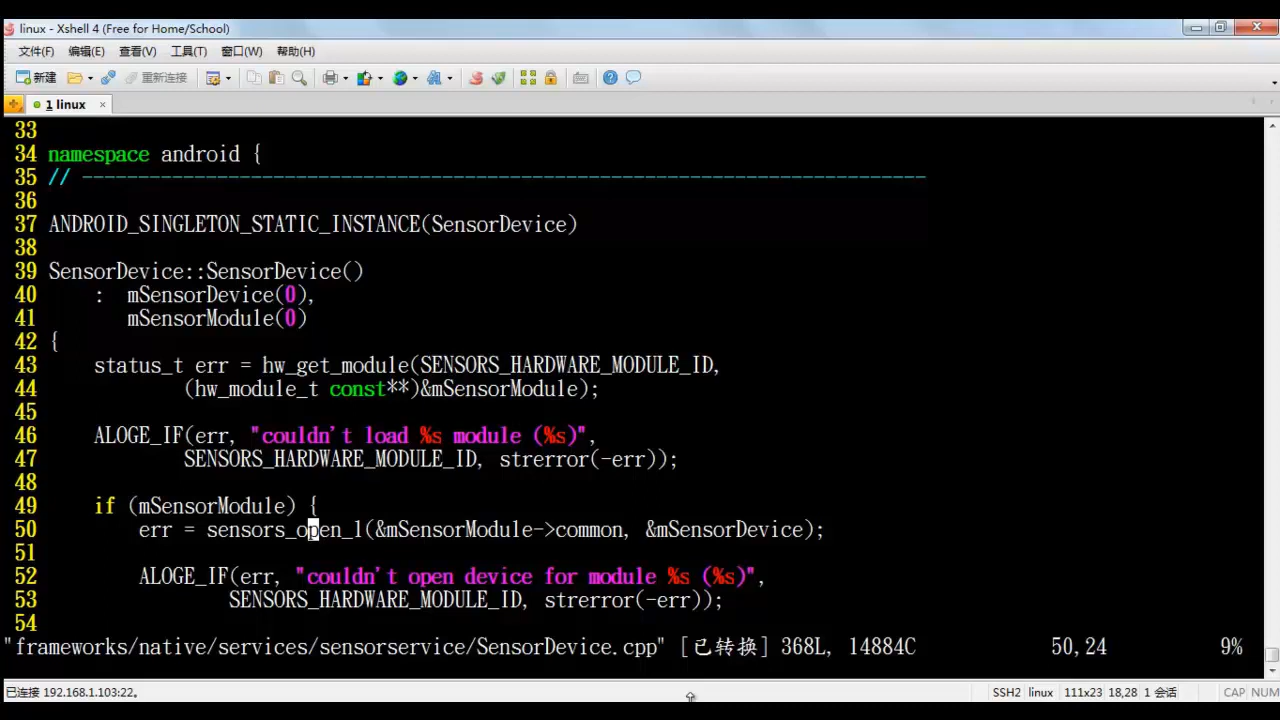 linux - Xshell 4 (Free for Home/School)
文件(F) 编辑(E) 查看(V) 工具(T) 窗口(W) 帮助(H)
新建 重新连接
1 linux
33
34 namespace android {
35 // ---------------------------------------------------------------------------
36
37 ANDROID_SINGLETON_STATIC_INSTANCE(SensorDevice)
38
39 SensorDevice::SensorDevice()
40     :  mSensorDevice(0),
41        mSensorModule(0)
42 {
43     status_t err = hw_get_module(SENSORS_HARDWARE_MODULE_ID,
44             (hw_module_t const**)&mSensorModule);
45
46     ALOGE_IF(err, "couldn't load %s module (%s)",
47             SENSORS_HARDWARE_MODULE_ID, strerror(-err));
48
49     if (mSensorModule) {
50         err = sensors_open_1(&mSensorModule->common, &mSensorDevice);
51
52         ALOGE_IF(err, "couldn't open device for module %s (%s)",
53                 SENSORS_HARDWARE_MODULE_ID, strerror(-err));
54
"frameworks/native/services/sensorservice/SensorDevice.cpp" [已转换] 368L, 14884C 50,24 9%
已连接 192.168.1.103:22。 SSH2 linux 111x23 18,28 1 会话 CAP NUM